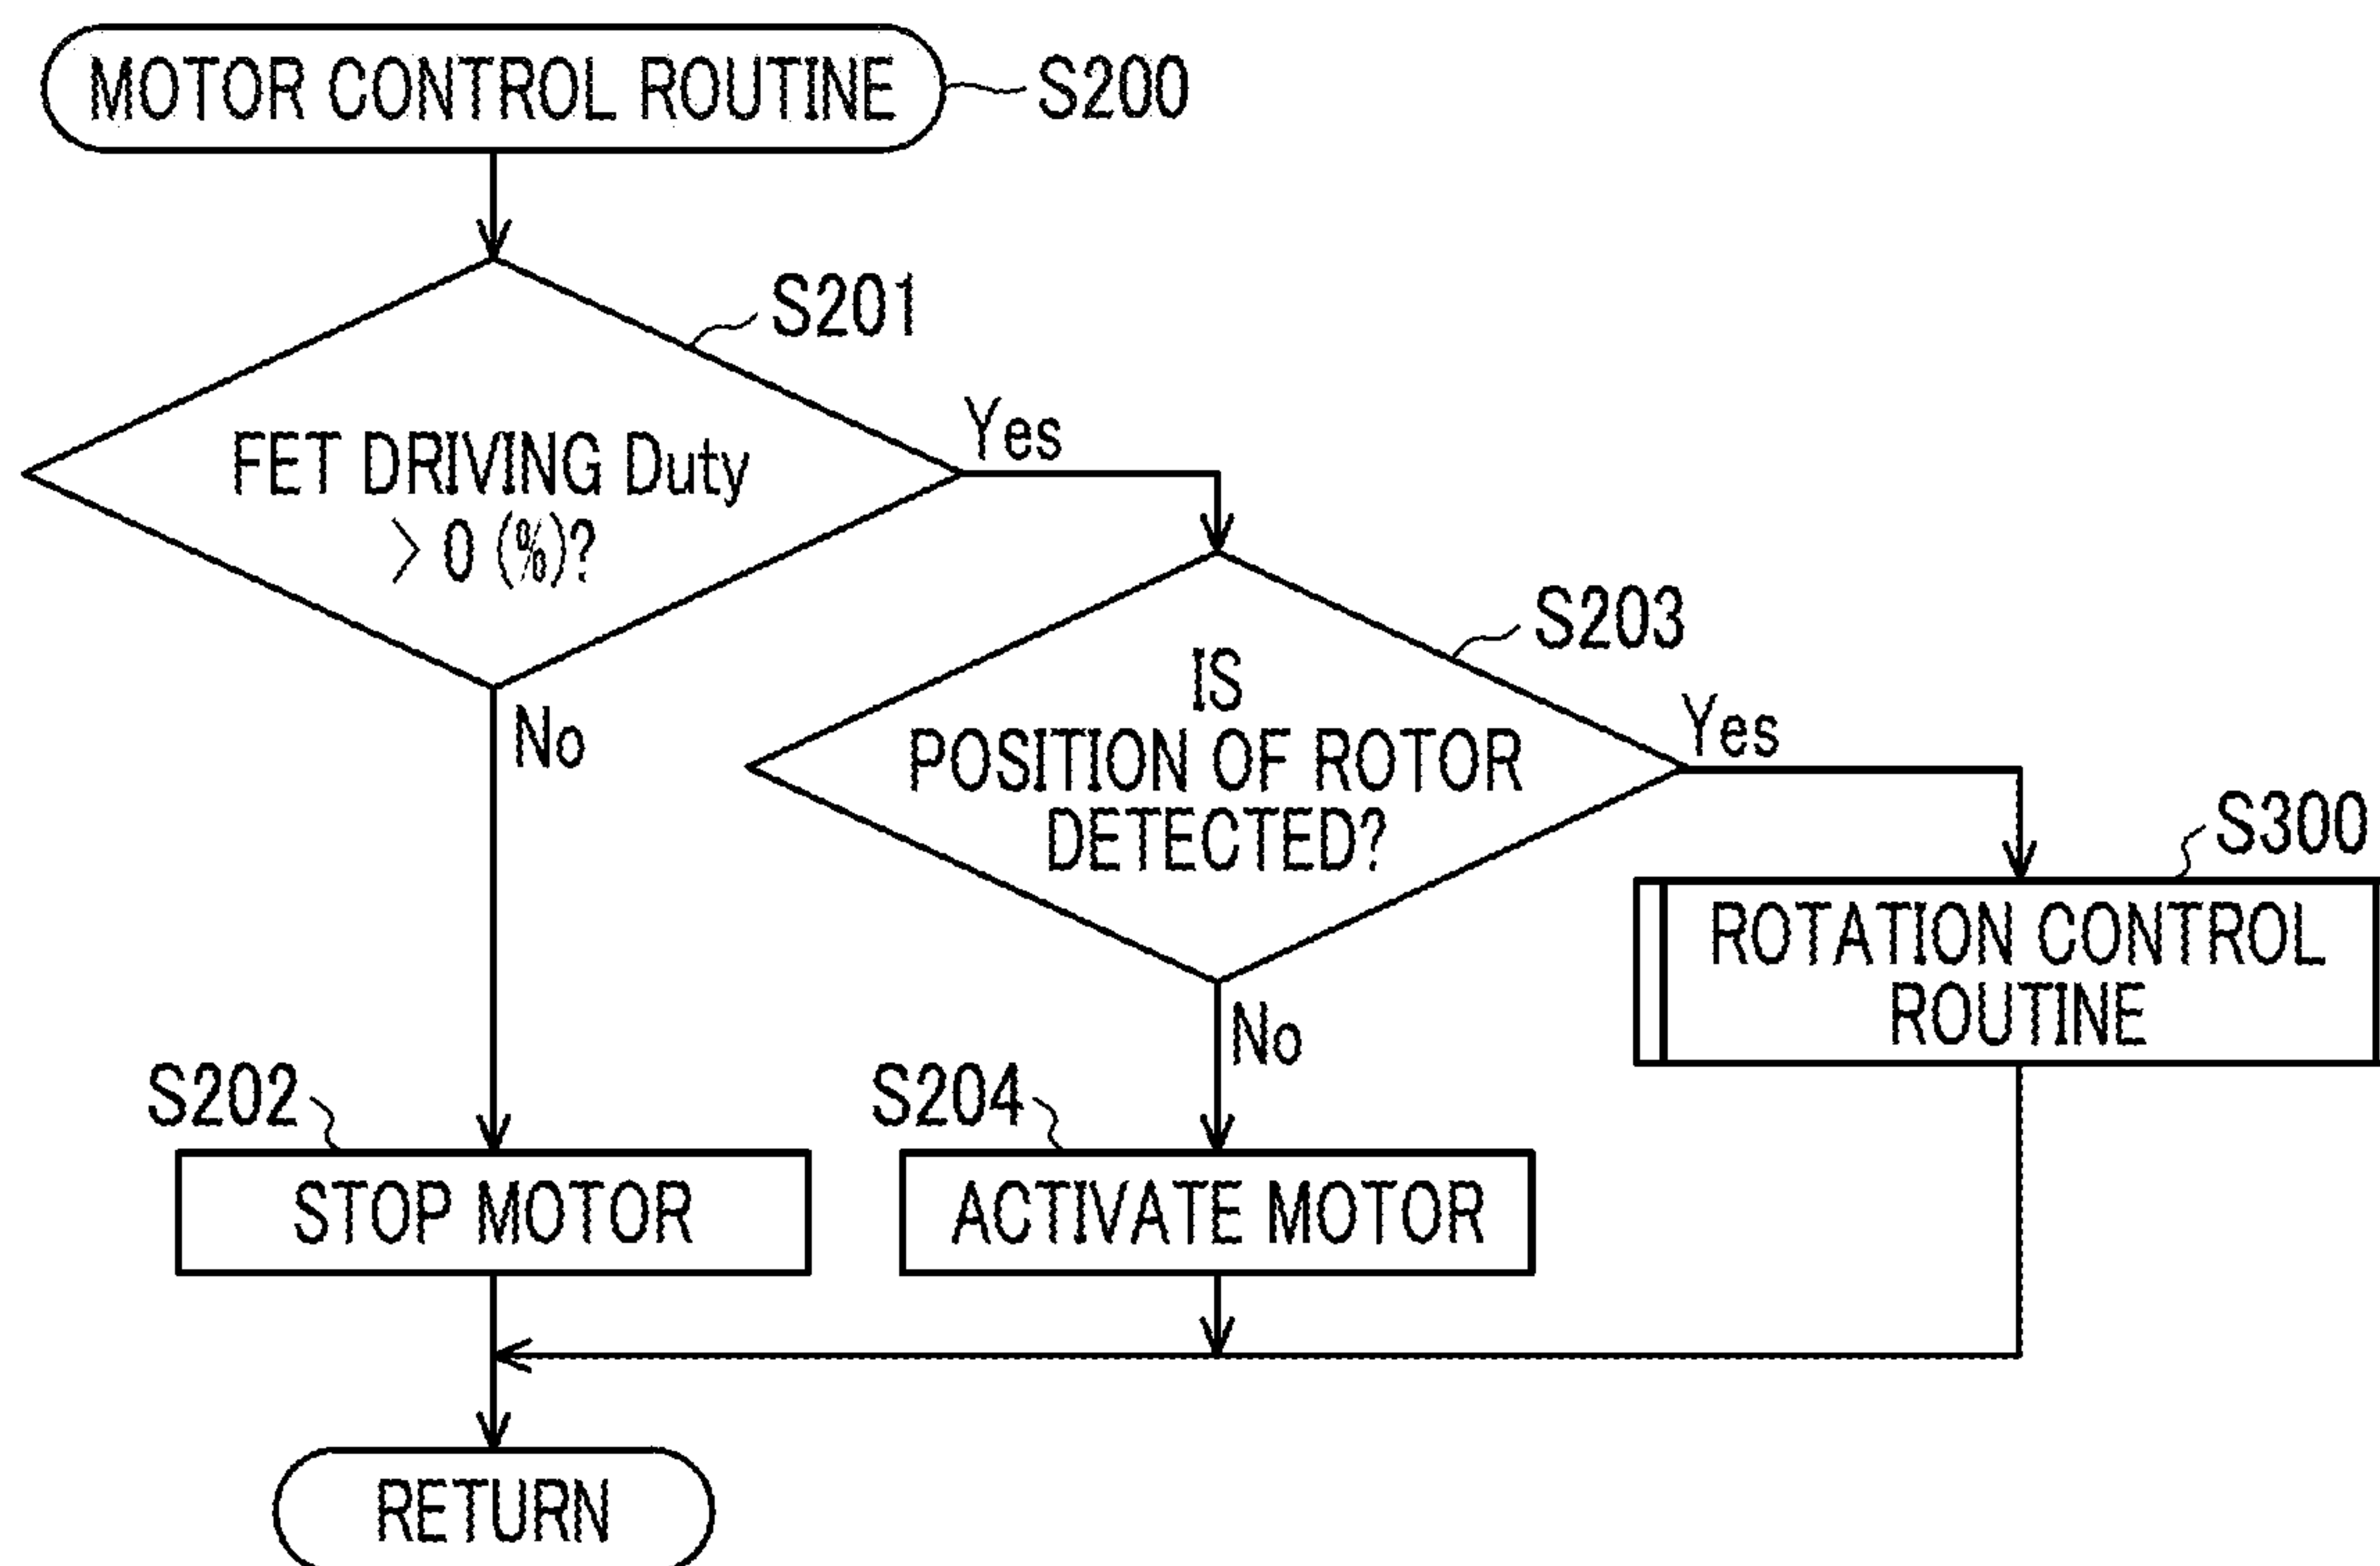 MOTOR CONTROL ROUTINE
S200
S201
FET DRIVING Duty
> 0 (%)?
Yes
No
S203
IS
POSITION OF ROTOR
DETECTED?
Yes
No
S300
ROTATION CONTROL
ROUTINE
S202
STOP MOTOR
S204
ACTIVATE MOTOR
RETURN